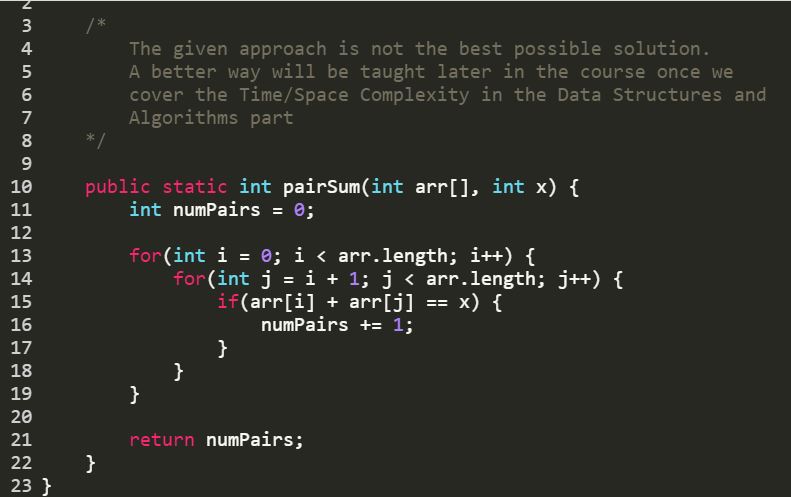 2
3 /*
4 The given approach is not the best possible solution.
5 A better way will be taught later in the course once we
6 cover the Time/Space Complexity in the Data Structures and
7 Algorithms part
8 */
9
10 public static int pairSum(int arr[], int x) {
11 int numPairs = 0;
12
13 for(int i = 0; i < arr.length; i++) {
14 for(int j = i + 1; j < arr.length; j++) {
15 if(arr[i] + arr[j] == x) {
16 numPairs += 1;
17 }
18 }
19 }
20
21 return numPairs;
22 }
23 }